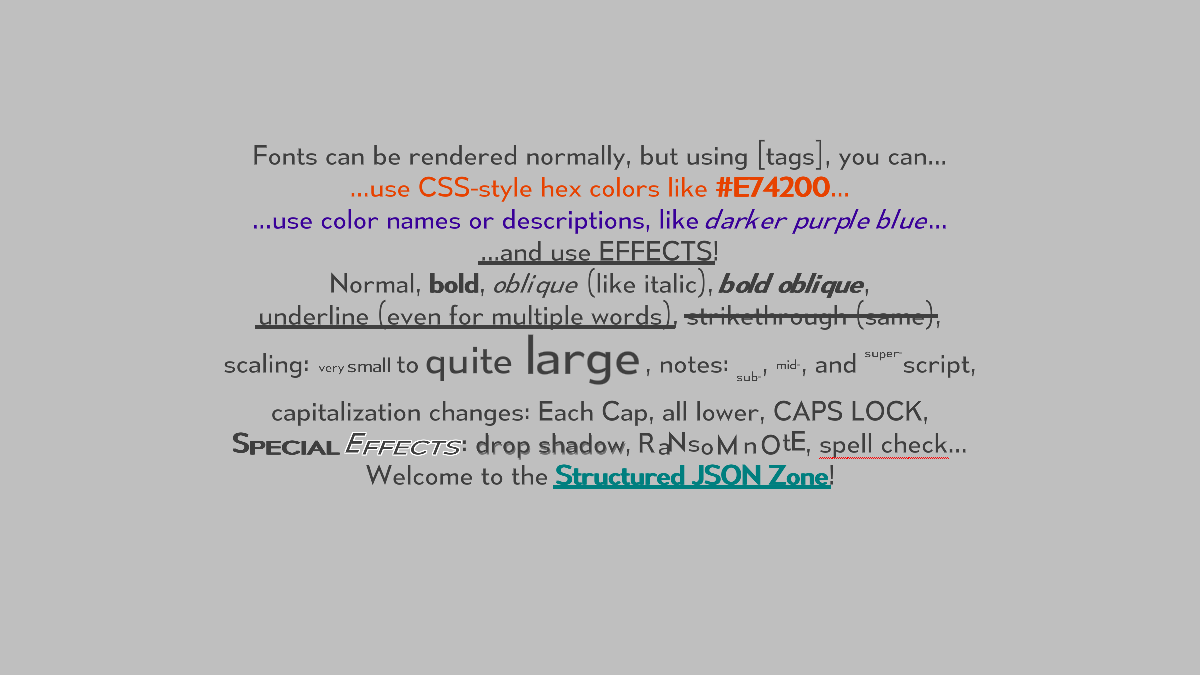 Fonts can be rendered normally, but using [tags], you can...
...use CSS-style hex colors like #E74200...
...use color names or descriptions, like darker purple blue...
...and use EFFECTS!
Normal, bold, oblique (like italic), bold oblique,
underline (even for multiple words), strikethrough (same),
scaling: very small to quite large , notes: sub-, mid-, and super-script,
capitalization changes: Each Cap, all lower, CAPS LOCK,
SPECIAL EFFECTS: drop shadow, RaNsoMnOtE, spell check...
Welcome to the Structured JSON Zone!